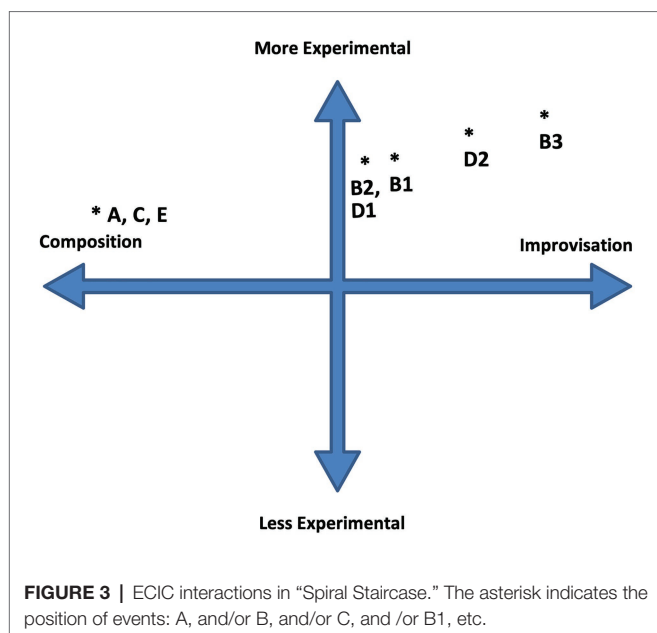 More Experimental
*
B3
*
D2
*
B1
*
B2,
D1
* A, C, E
Composition
Improvisation
Less Experimental
FIGURE 3 | ECIC interactions in “Spiral Staircase.” The asterisk indicates the
position of events: A, and/or B, and/or C, and /or B1, etc.